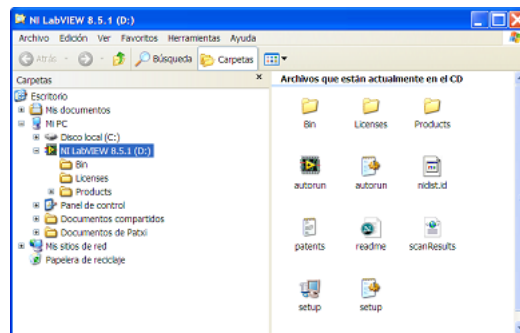 NI LabVIEW 8.5.1 (D:)
Archivo Edición Ver Favoritos Herramientas Ayuda
Atrás Búsqueda Carpetas
Carpetas
Escritorio
Mis documentos
Mi PC
Disco local (C:)
NI LabVIEW 8.5.1 (D:)
Bin
Licenses
Products
Panel de control
Documentos compartidos
Documentos de Patxi
Mis sitios de red
Papelera de reciclaje
Archivos que están actualmente en el CD
Bin Licenses Products
autorun autorun nidist.id
patents readme scanResults
setup setup